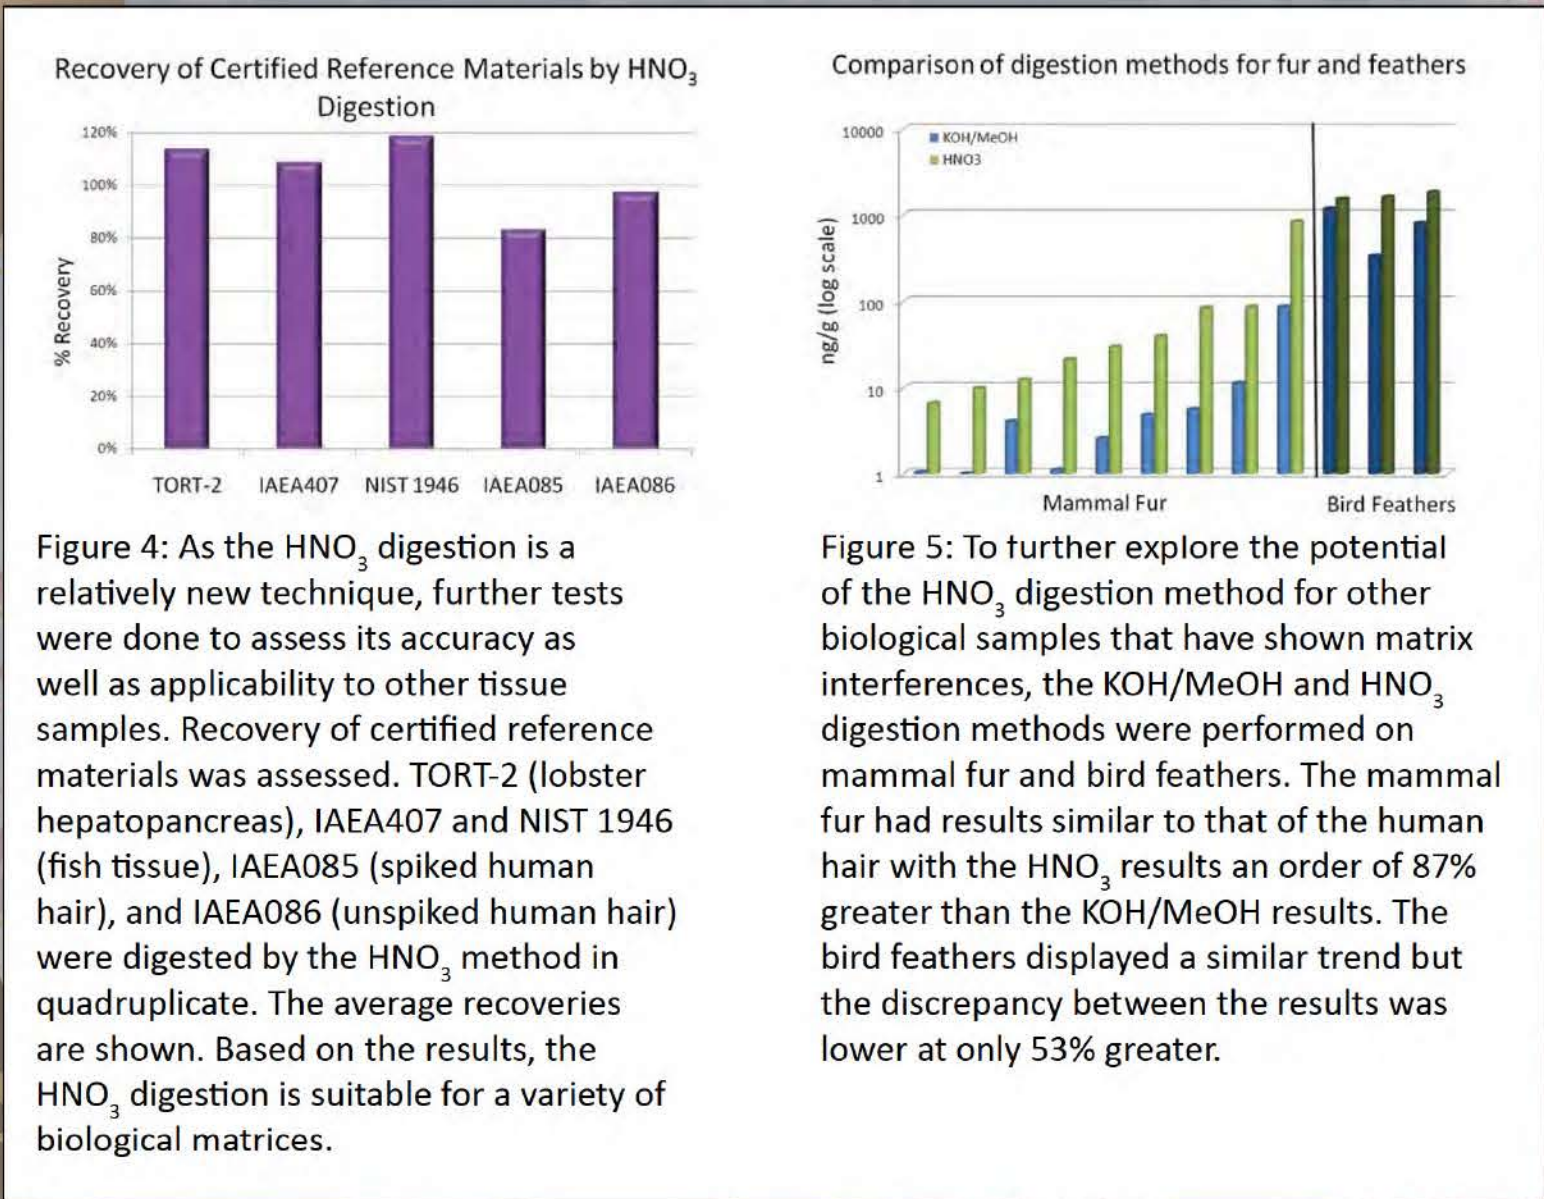 Recovery of Certified Reference Materials by HNO₃
Digestion
120%
100%
80%
60%
40%
20%
0%
% Recovery
TORT-2 IAEA407 NIST 1946 IAEA085 IAEA086
Figure 4: As the HNO₃ digestion is a
relatively new technique, further tests
were done to assess its accuracy as
well as applicability to other tissue
samples. Recovery of certified reference
materials was assessed. TORT-2 (lobster
hepatopancreas), IAEA407 and NIST 1946
(fish tissue), IAEA085 (spiked human
hair), and IAEA086 (unspiked human hair)
were digested by the HNO₃ method in
quadruplicate. The average recoveries
are shown. Based on the results, the
HNO₃ digestion is suitable for a variety of
biological matrices.
Comparison of digestion methods for fur and feathers
10000
1000
100
10
1
ng/g (log scale)
KOH/MeOH
HNO3
Mammal Fur Bird Feathers
Figure 5: To further explore the potential
of the HNO₃ digestion method for other
biological samples that have shown matrix
interferences, the KOH/MeOH and HNO₃
digestion methods were performed on
mammal fur and bird feathers. The mammal
fur had results similar to that of the human
hair with the HNO₃ results an order of 87%
greater than the KOH/MeOH results. The
bird feathers displayed a similar trend but
the discrepancy between the results was
lower at only 53% greater.